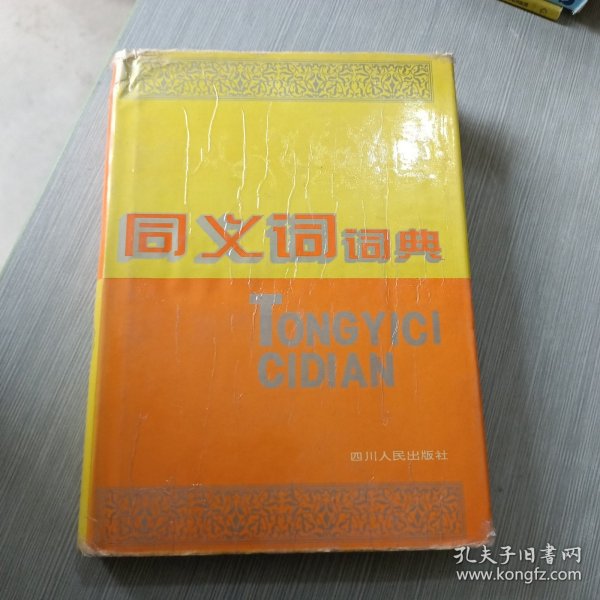 同义词词典
TONGYICI
CIDIAN
四川人民出版社
孔夫子旧书网
www.kongfz.com